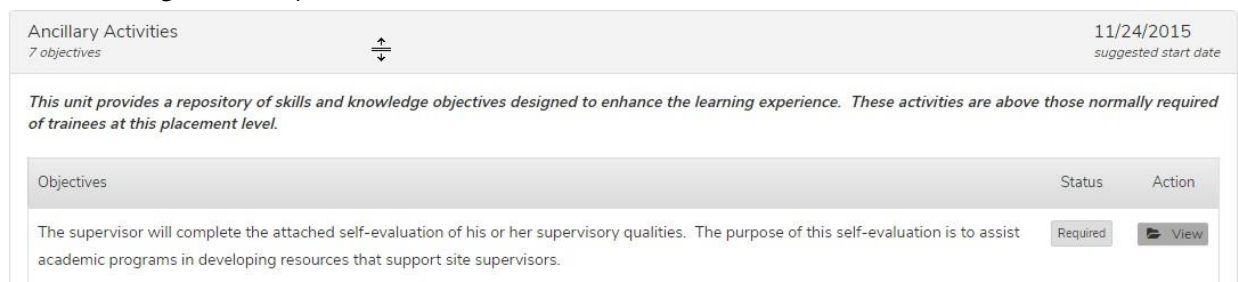 Ancillary Activities
11/24/2015
7 objectives
suggested start date
This unit provides a repository of skills and knowledge objectives designed to enhance the learning experience.  These activities are above those normally required
of trainees at this placement level.
Objectives Status Action
The supervisor will complete the attached self-evaluation of his or her supervisory qualities.  The purpose of this self-evaluation is to assist Required View
academic programs in developing resources that support site supervisors.